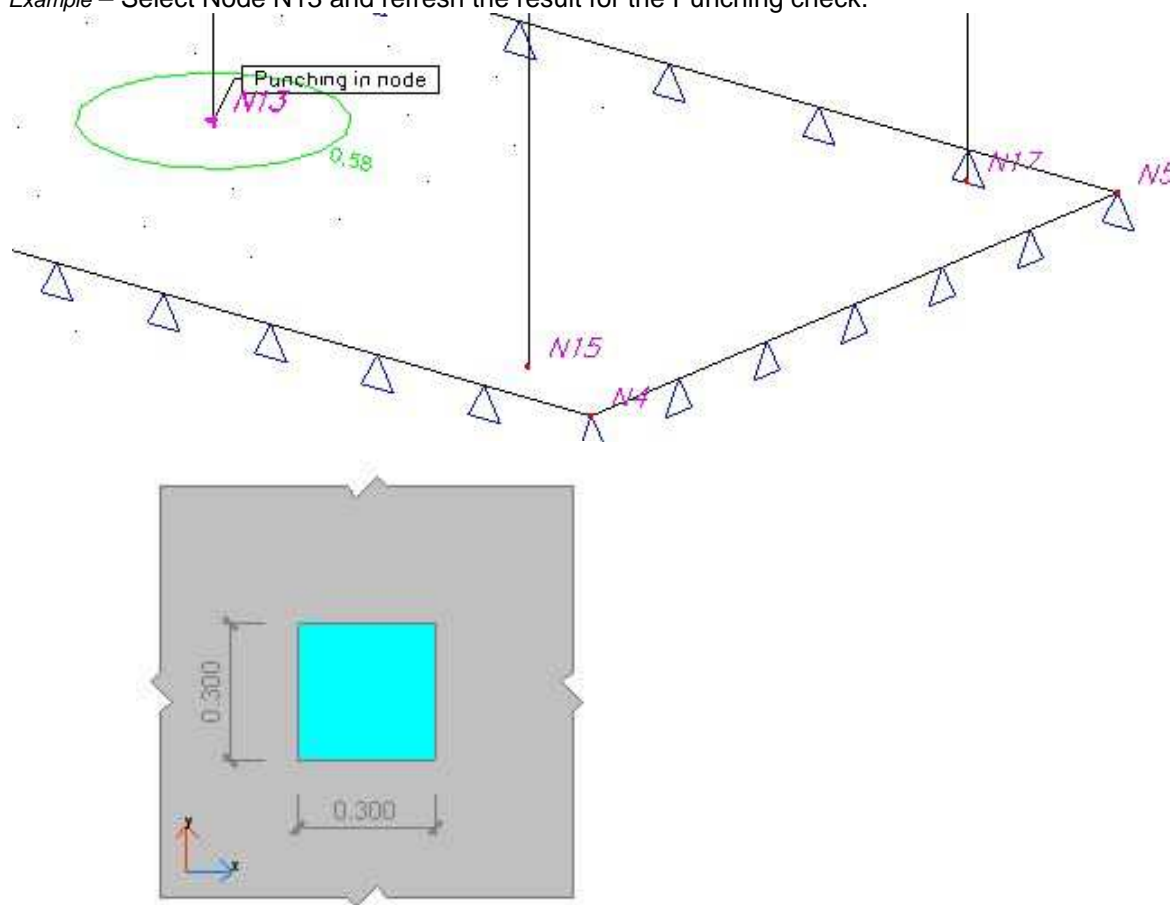 Example – Select Node N13 and refresh the result for the Punching check.
Punching in node
N13
0.58
N17
N5
N15
N4
0.300
0.300
y
x